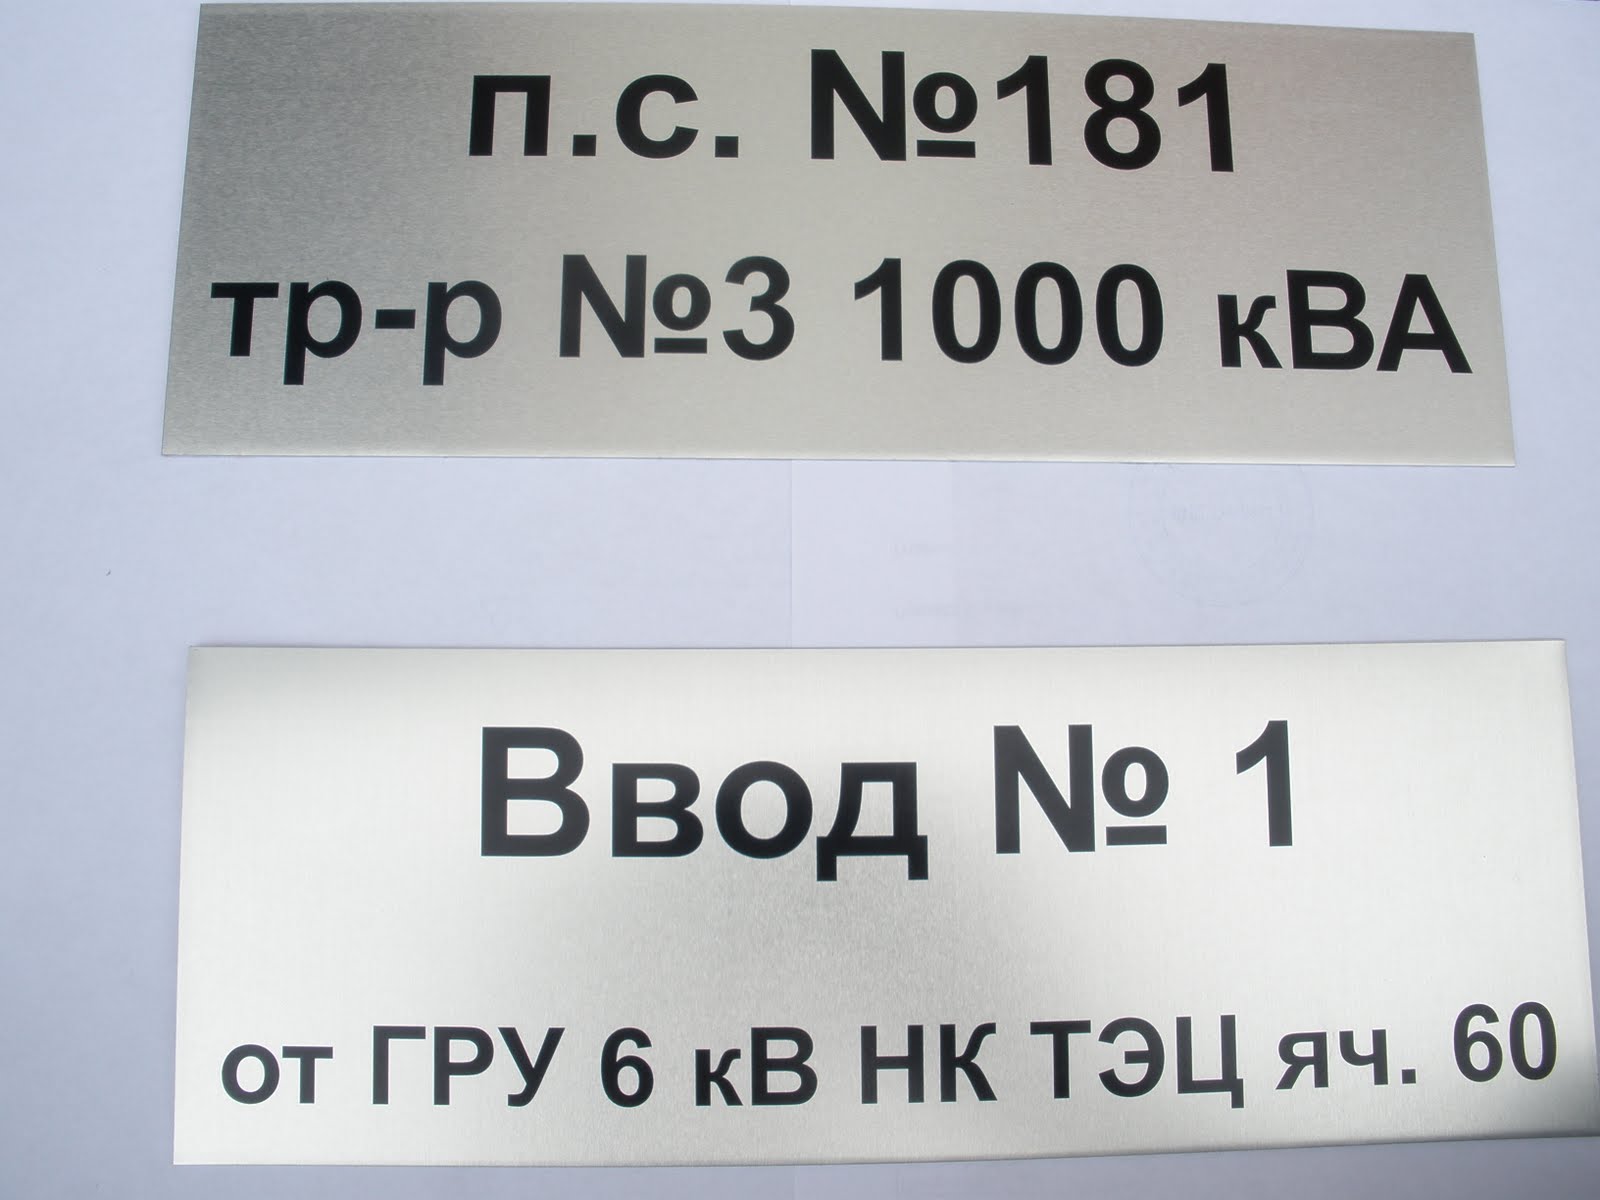 п.с. №181
тр-р №3 1000 кВА
Ввод № 1
от ГРУ 6 кВ НК ТЭЦ яч. 60